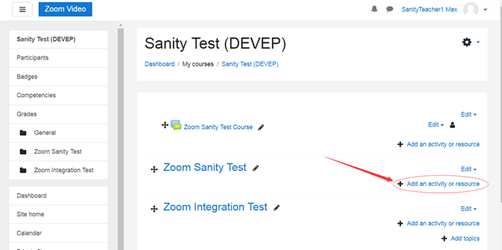 Zoom Video
SanityTeacher1 Max
Sanity Test (DEVEP)
Participants
Badges
Competencies
Grades
General
Zoom Sanity Test
Zoom Integration Test
Dashboard
Site home
Calendar
Sanity Test (DEVEP)
Dashboard / My courses / Sanity Test (DEVEP)
Edit
Zoom Sanity Test Course
Edit
Add an activity or resource
Zoom Sanity Test
Edit
Add an activity or resource
Zoom Integration Test
Edit
Add an activity or resource
Add topics